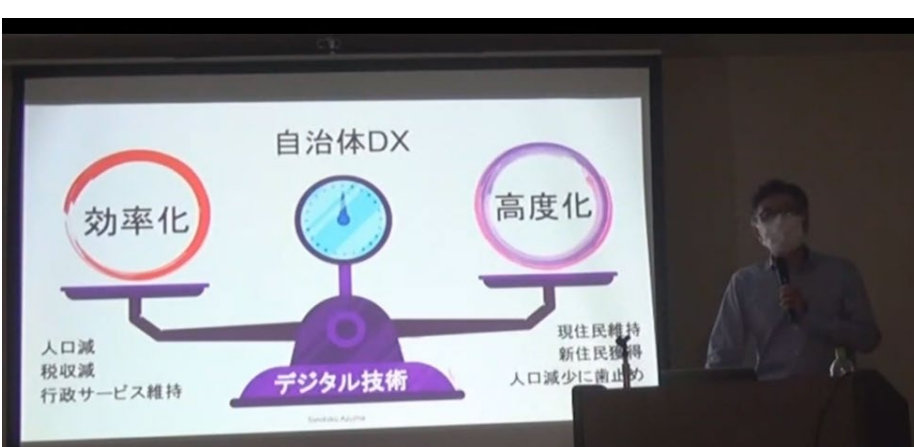 自治体DX
効率化
高度化
人口減
税収減
行政サービス維持
デジタル技術
現住民維持
新住民獲得
人口減少に歯止め